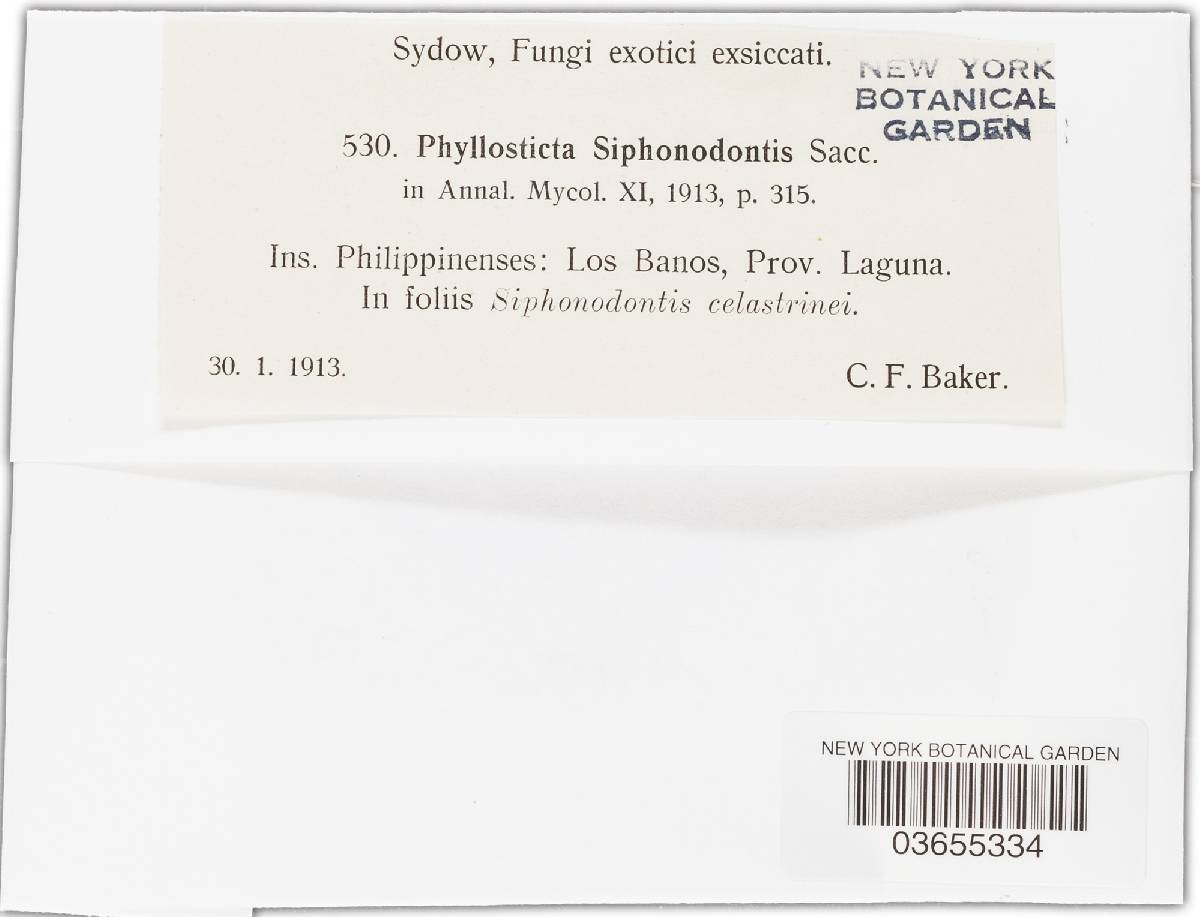 Sydow, Fungi exotici exsiccati.
NEW YORK
BOTANICAL
GARDEN
530. Phyllosticta Siphonodontis Sacc.
in Annal. Mycol. XI, 1913, p. 315.
Ins. Philippinenses: Los Banos, Prov. Laguna.
In foliis Siphonodontis celastrinei.
30. 1. 1913.
C. F. Baker.
NEW YORK BOTANICAL GARDEN
03655334